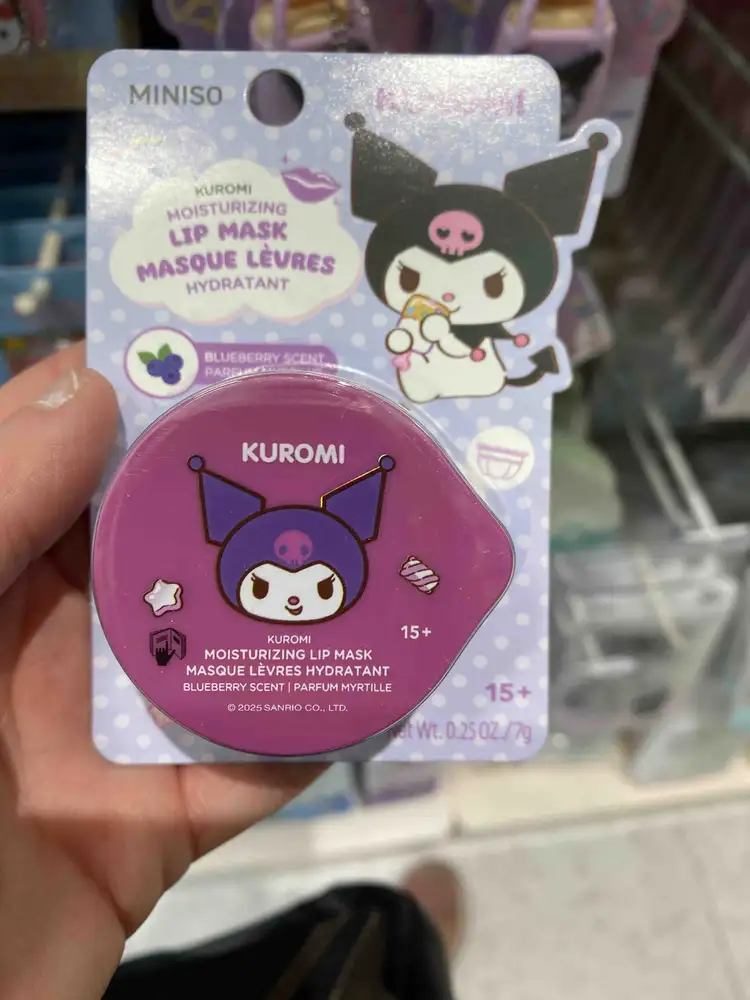 MINISO
KUROMI
MOISTURIZING
LIP MASK
MASQUE LÈVRES
HYDRATANT
BLUEBERRY SCENT
KUROMI
15+
KUROMI
MOISTURIZING LIP MASK
MASQUE LÈVRES HYDRATANT
BLUEBERRY SCENT | PARFUM MYRTILLE
© 2025 SANRIO CO., LTD.
15+
Net Wt. 0.25 OZ./7g